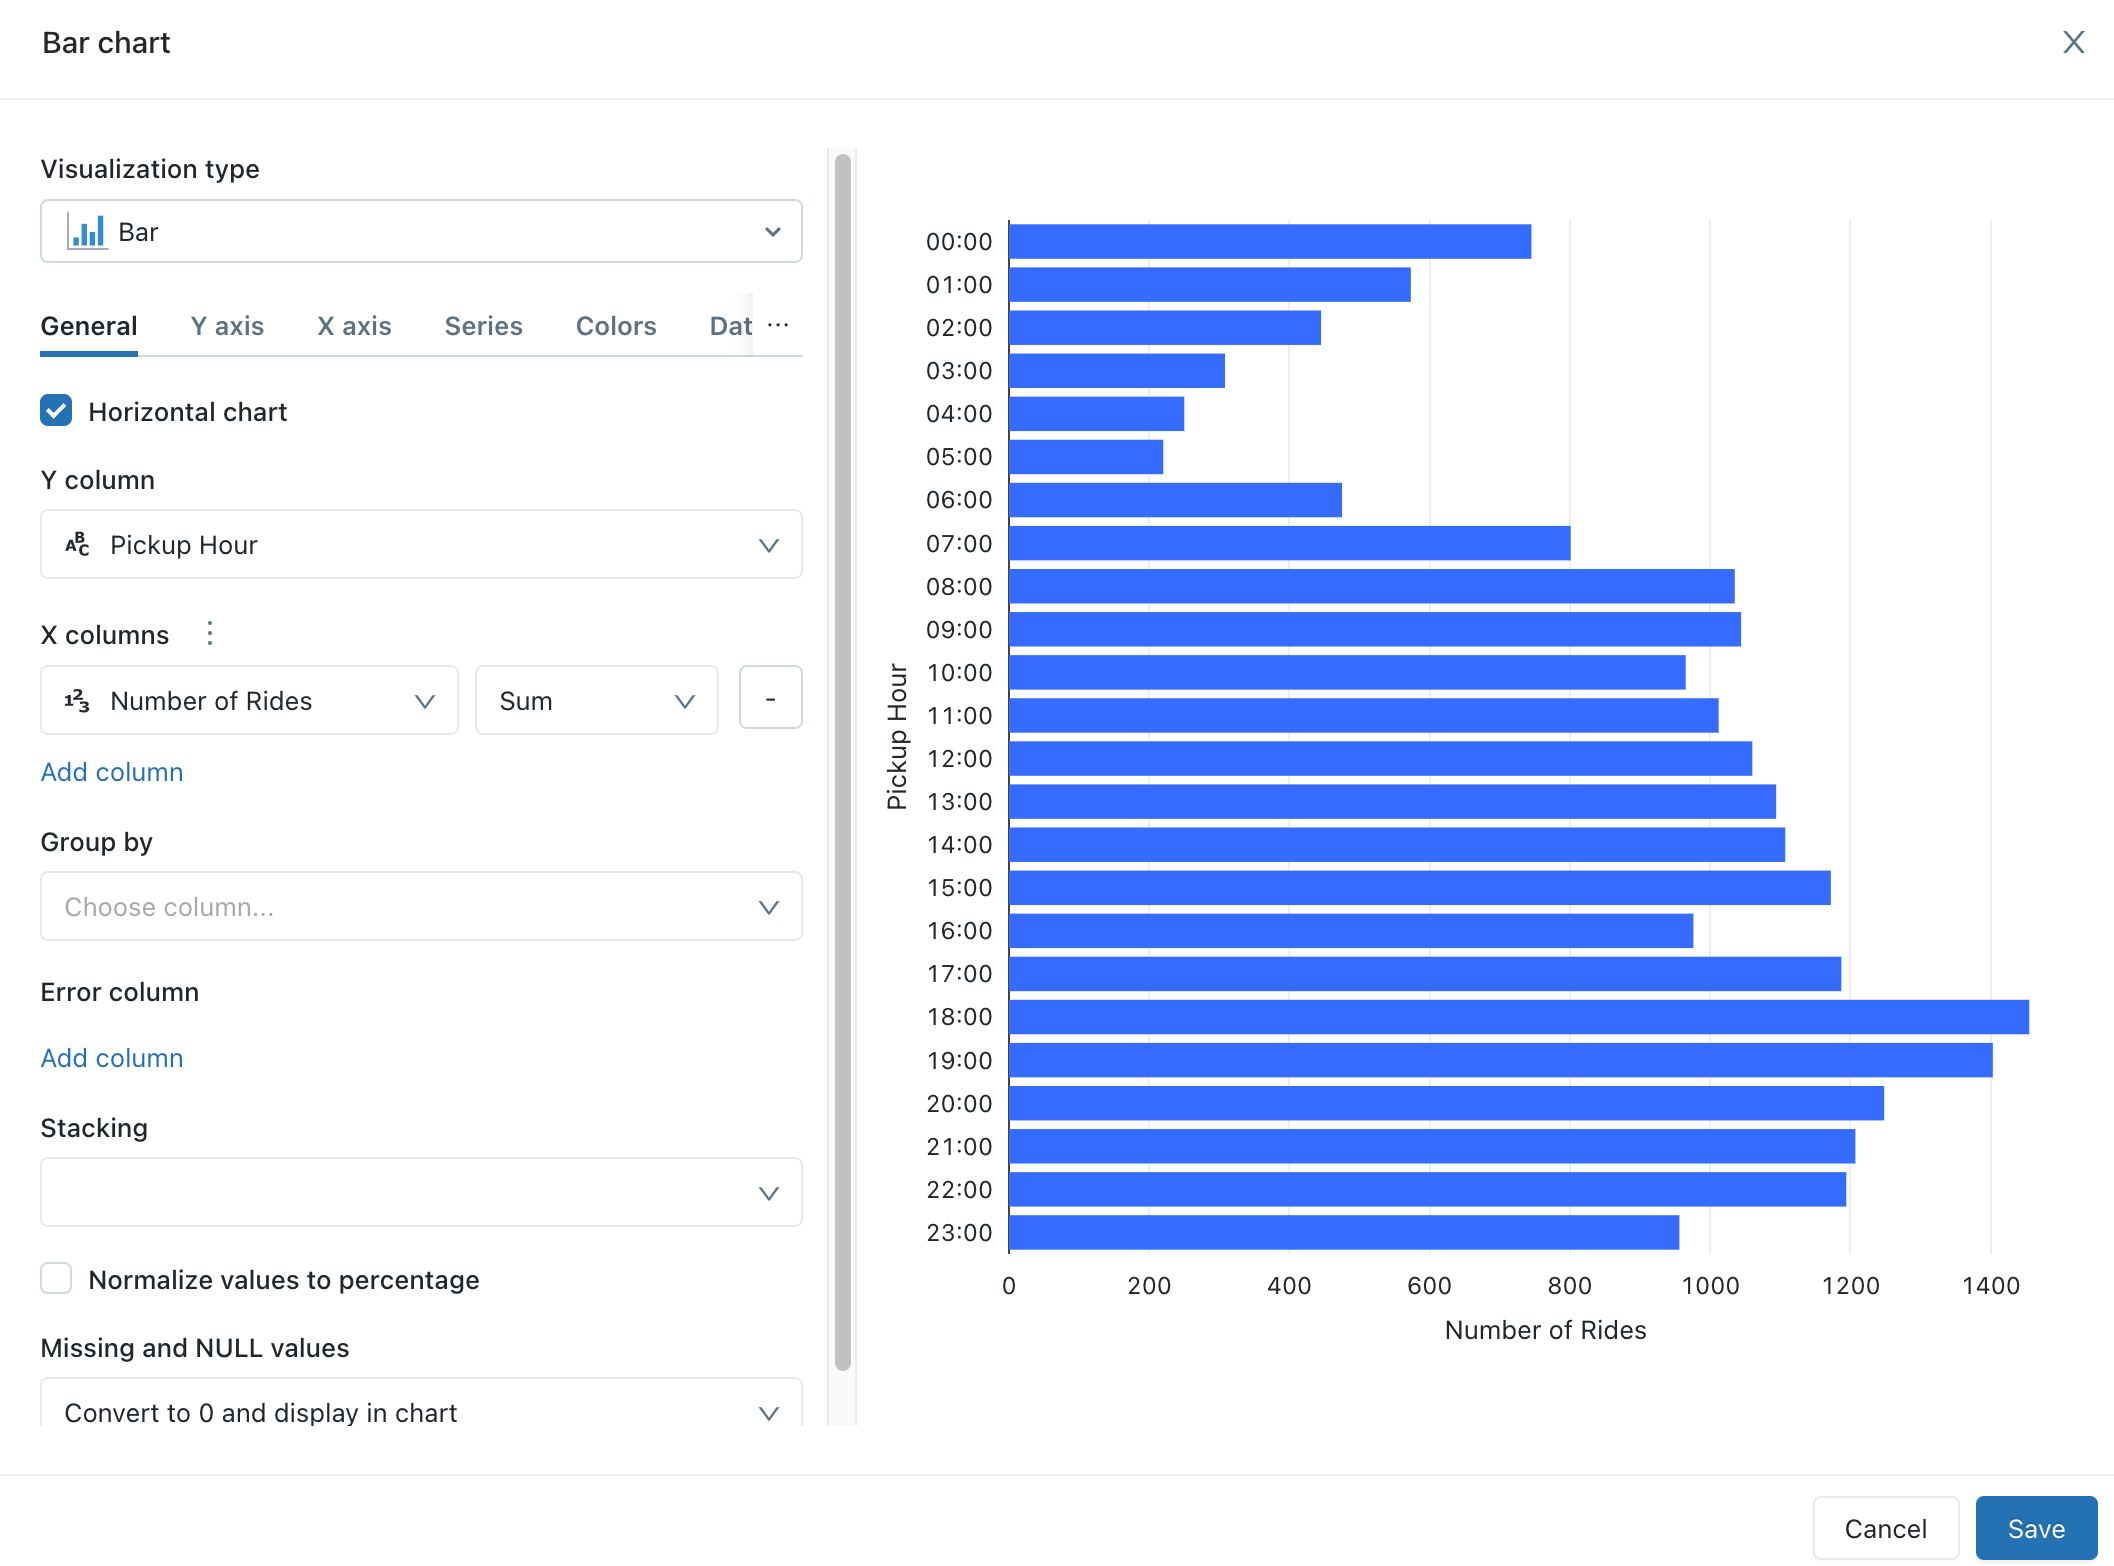 Bar chart
X
Visualization type
Bar
General Y axis X axis Series Colors Dat ...
Horizontal chart
Y column
ABC Pickup Hour
X columns
123 Number of Rides Sum -
Add column
Group by
Choose column...
Error column
Add column
Stacking
Normalize values to percentage
Missing and NULL values
Convert to 0 and display in chart
Pickup Hour
00:00
01:00
02:00
03:00
04:00
05:00
06:00
07:00
08:00
09:00
10:00
11:00
12:00
13:00
14:00
15:00
16:00
17:00
18:00
19:00
20:00
21:00
22:00
23:00
0 200 400 600 800 1000 1200 1400
Number of Rides
Cancel Save